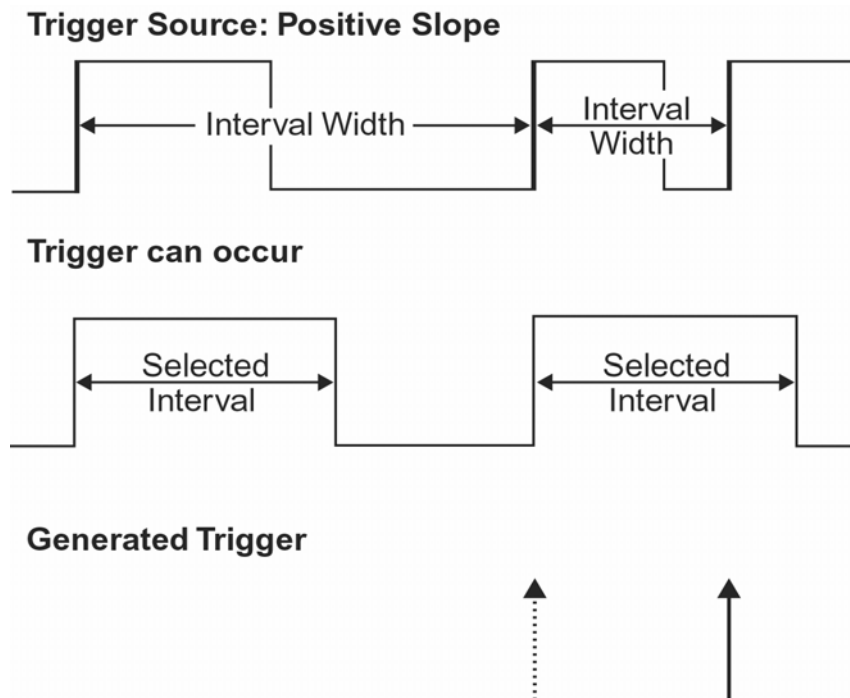 Trigger Source: Positive Slope
Interval Width
Interval
Width
Trigger can occur
Selected
Interval
Selected
Interval
Generated Trigger